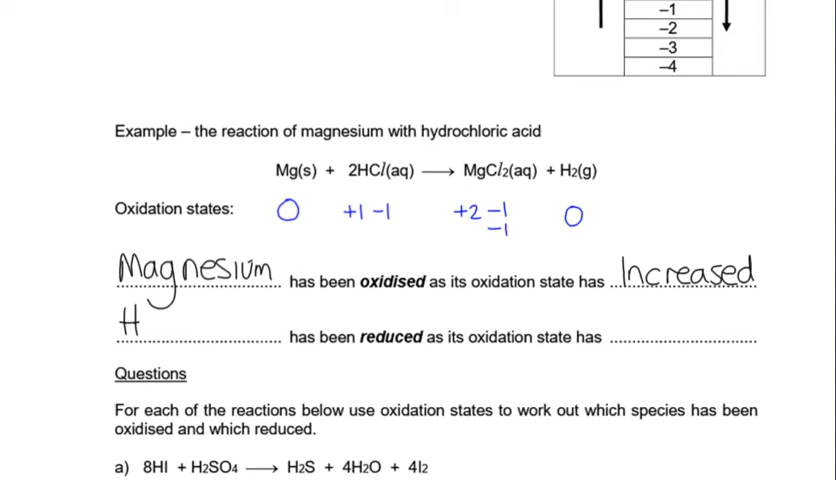 –1
–2
–3
–4
Example – the reaction of magnesium with hydrochloric acid
Mg(s) + 2HCl(aq) ⟶ MgCl2(aq) + H2(g)
Oxidation states: 0 +1 –1 +2 –1 0
–1
Magnesium has been oxidised as its oxidation state has Increased
H has been reduced as its oxidation state has
Questions
For each of the reactions below use oxidation states to work out which species has been
oxidised and which reduced.
a) 8HI + H2SO4 ⟶ H2S + 4H2O + 4I2